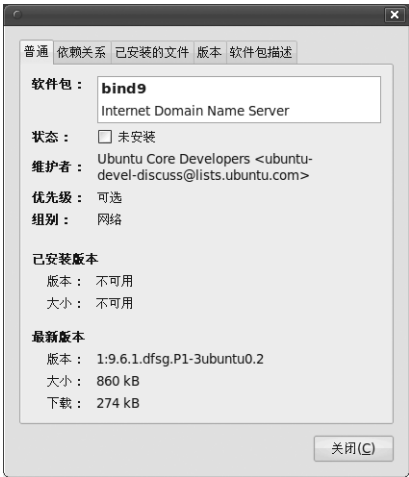 普通 依赖关系 已安装的文件 版本 软件包描述
软件包： bind9
Internet Domain Name Server
状态： 未安装
维护者： Ubuntu Core Developers <ubuntu-
devel-discuss@lists.ubuntu.com>
优先级： 可选
组别： 网络
已安装版本
版本： 不可用
大小： 不可用
最新版本
版本： 1:9.6.1.dfsg.P1-3ubuntu0.2
大小： 860 kB
下载： 274 kB
关闭(C)